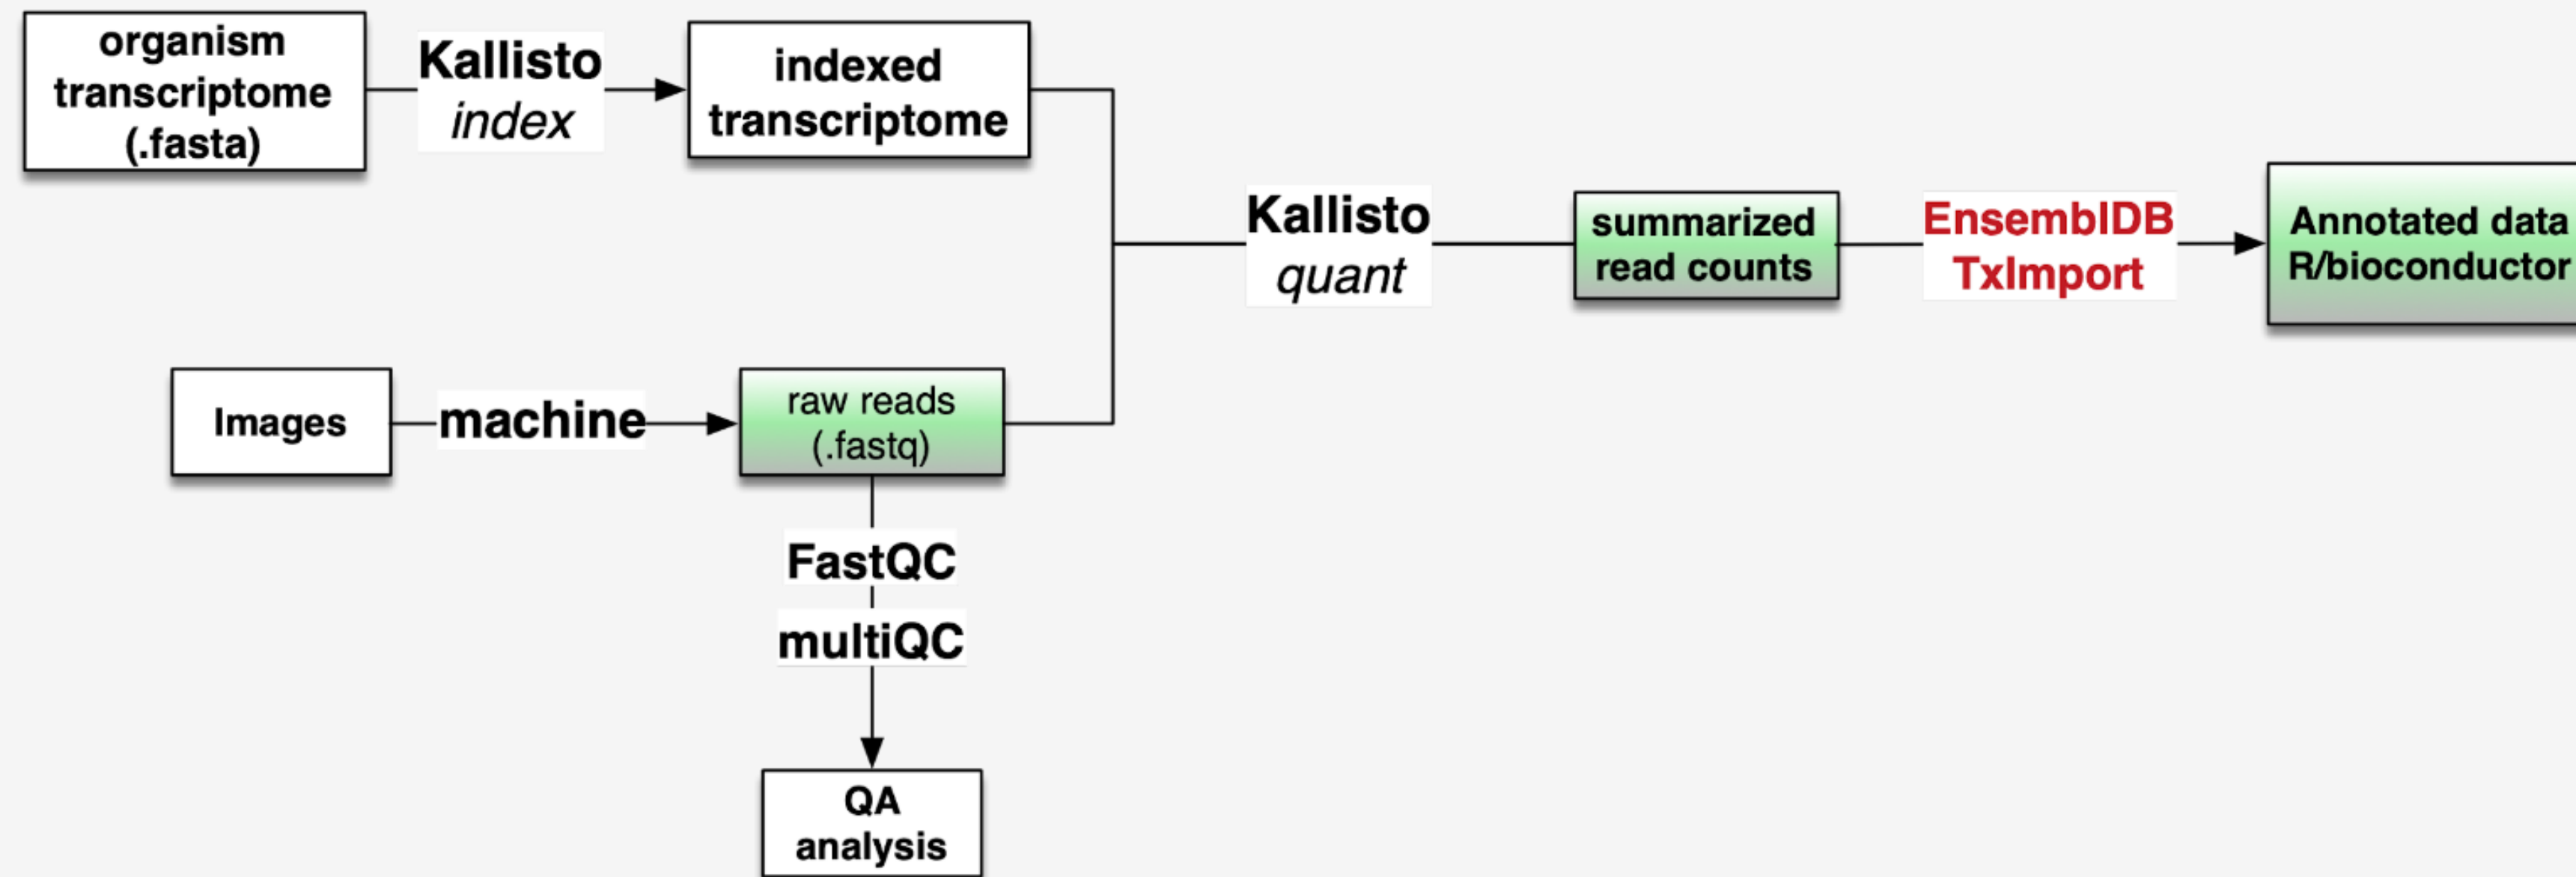 organism
transcriptome
(.fasta)
Kallisto
index
indexed
transcriptome
Kallisto
quant
summarized
read counts
EnsemblDB
TxImport
Annotated data
R/bioconductor
Images
machine
raw reads
(.fastq)
FastQC
multiQC
QA
analysis